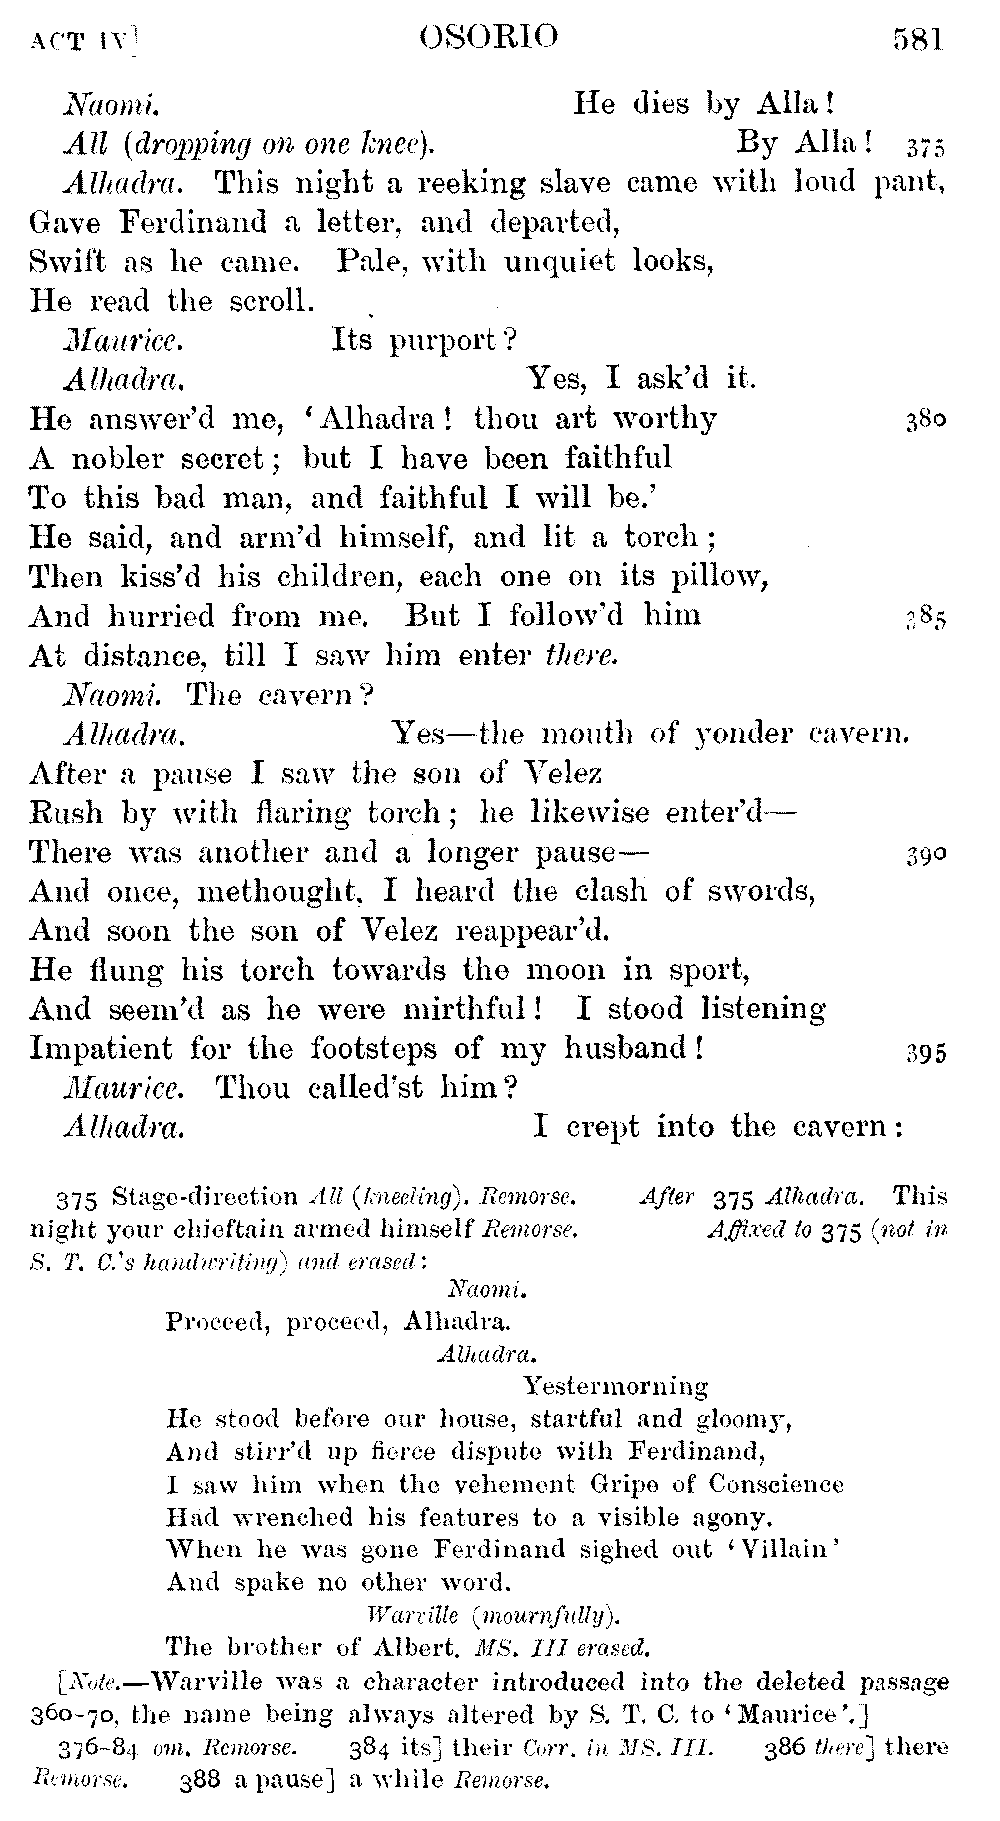 ACT IV] OSORIO 581
Naomi. He dies by Alla!
All (dropping on one knee). By Alla! 375
Alhadra. This night a reeking slave came with loud pant,
Gave Ferdinand a letter, and departed,
Swift as he came. Pale, with unquiet looks,
He read the scroll.
Maurice. Its purport?
Alhadra. Yes, I ask'd it.
He answer'd me, 'Alhadra! thou art worthy 380
A nobler secret; but I have been faithful
To this bad man, and faithful I will be.'
He said, and arm'd himself, and lit a torch;
Then kiss'd his children, each one on its pillow,
And hurried from me. But I follow'd him 385
At distance, till I saw him enter there.
Naomi. The cavern?
Alhadra. Yes—the mouth of yonder cavern.
After a pause I saw the son of Velez
Rush by with flaring torch; he likewise enter'd—
There was another and a longer pause— 390
And once, methought, I heard the clash of swords,
And soon the son of Velez reappear'd.
He flung his torch towards the moon in sport,
And seem'd as he were mirthful! I stood listening
Impatient for the footsteps of my husband! 395
Maurice. Thou called'st him?
Alhadra. I crept into the cavern:
375 Stage-direction All (kneeling). Remorse. After 375 Alhadra. This
night your chieftain armed himself Remorse. Affixed to 375 (not in
S. T. C.'s handwriting) and erased:
Naomi.
Proceed, proceed, Alhadra.
Alhadra.
Yestermorning
He stood before our house, startful and gloomy,
And stirr'd up fierce dispute with Ferdinand,
I saw him when the vehement Gripe of Conscience
Had wrenched his features to a visible agony.
When he was gone Ferdinand sighed out 'Villain'
And spake no other word.
Warville (mournfully).
The brother of Albert. MS. III erased.
[Note.—Warville was a character introduced into the deleted passage
360-70, the name being always altered by S. T. C. to 'Maurice'.]
376-84 om. Remorse. 384 its] their Corr. in MS. III. 386 there] there
Remorse. 388 a pause] a while Remorse.